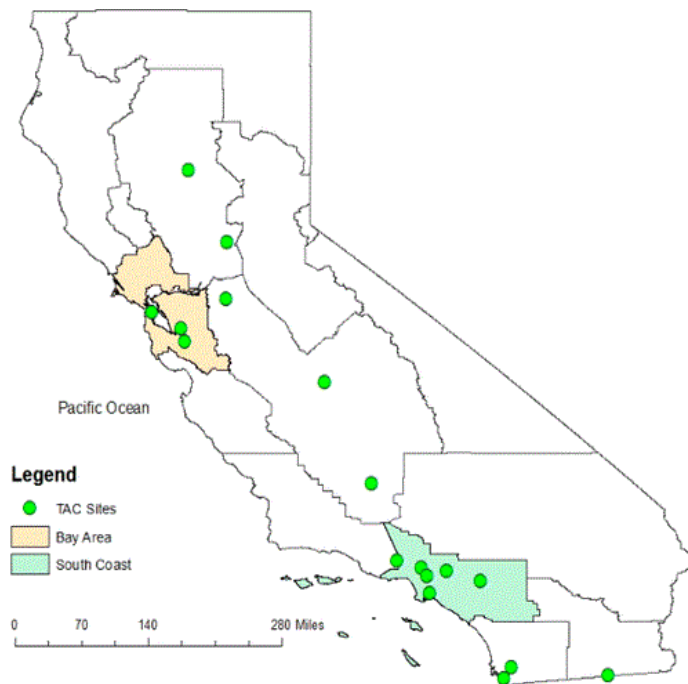 Pacific Ocean
Legend
TAC Sites
Bay Area
South Coast
0 70 140 280 Miles